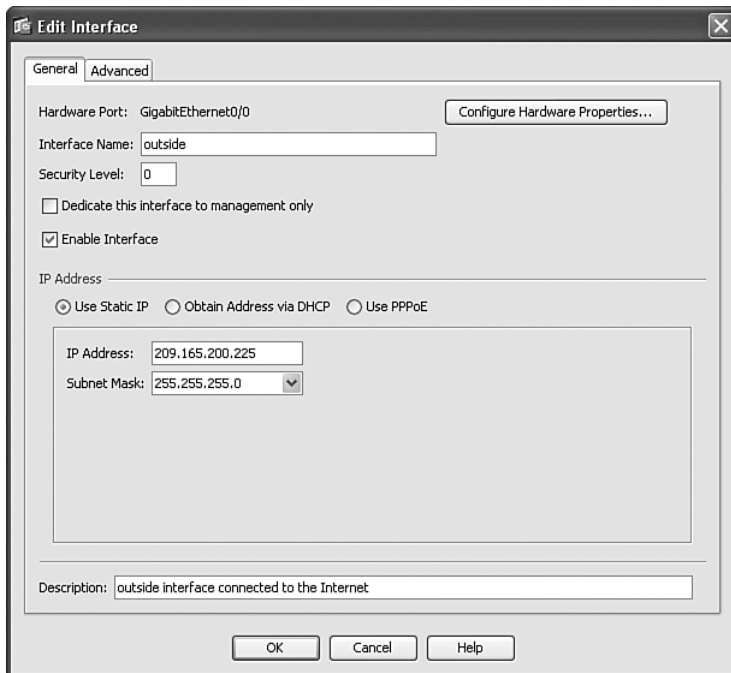 Edit Interface
General Advanced
Hardware Port: GigabitEthernet0/0 Configure Hardware Properties...
Interface Name: outside
Security Level: 0
Dedicate this interface to management only
Enable Interface
IP Address
Use Static IP Obtain Address via DHCP Use PPPoE
IP Address: 209.165.200.225
Subnet Mask: 255.255.255.0
Description: outside interface connected to the Internet
OK Cancel Help